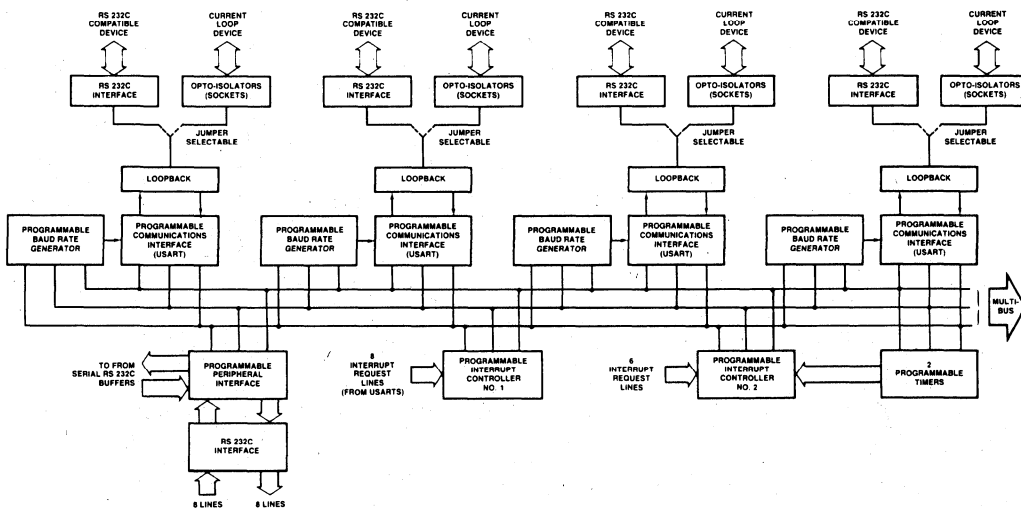 RS 232C
COMPATIBLE
DEVICE
CURRENT
LOOP
DEVICE
RS 232C
COMPATIBLE
DEVICE
CURRENT
LOOP
DEVICE
RS 232C
COMPATIBLE
DEVICE
CURRENT
LOOP
DEVICE
RS 232C
COMPATIBLE
DEVICE
CURRENT
LOOP
DEVICE
RS 232C
INTERFACE
OPTO-ISOLATORS
(SOCKETS)
RS 232C
INTERFACE
OPTO-ISOLATORS
(SOCKETS)
RS 232C
INTERFACE
OPTO-ISOLATORS
(SOCKETS)
RS 232C
INTERFACE
OPTO-ISOLATORS
(SOCKETS)
JUMPER
SELECTABLE
JUMPER
SELECTABLE
JUMPER
SELECTABLE
JUMPER
SELECTABLE
LOOPBACK
LOOPBACK
LOOPBACK
LOOPBACK
PROGRAMMABLE
BAUD RATE
GENERATOR
PROGRAMMABLE
COMMUNICATIONS
INTERFACE
(USART)
PROGRAMMABLE
BAUD RATE
GENERATOR
PROGRAMMABLE
COMMUNICATIONS
INTERFACE
(USART)
PROGRAMMABLE
BAUD RATE
GENERATOR
PROGRAMMABLE
COMMUNICATIONS
INTERFACE
(USART)
PROGRAMMABLE
BAUD RATE
GENERATOR
PROGRAMMABLE
COMMUNICATIONS
INTERFACE
(USART)
MULTI-
BUS
TO FROM
SERIAL RS 232C
BUFFERS
PROGRAMMABLE
PERIPHERAL
INTERFACE
8
INTERRUPT
REQUEST
LINES
(FROM USARTS)
PROGRAMMABLE
INTERRUPT
CONTROLLER
NO. 1
6
INTERRUPT
REQUEST
LINES
PROGRAMMABLE
INTERRUPT
CONTROLLER
NO. 2
2
PROGRAMMABLE
TIMERS
RS 232C
INTERFACE
8 LINES
8 LINES